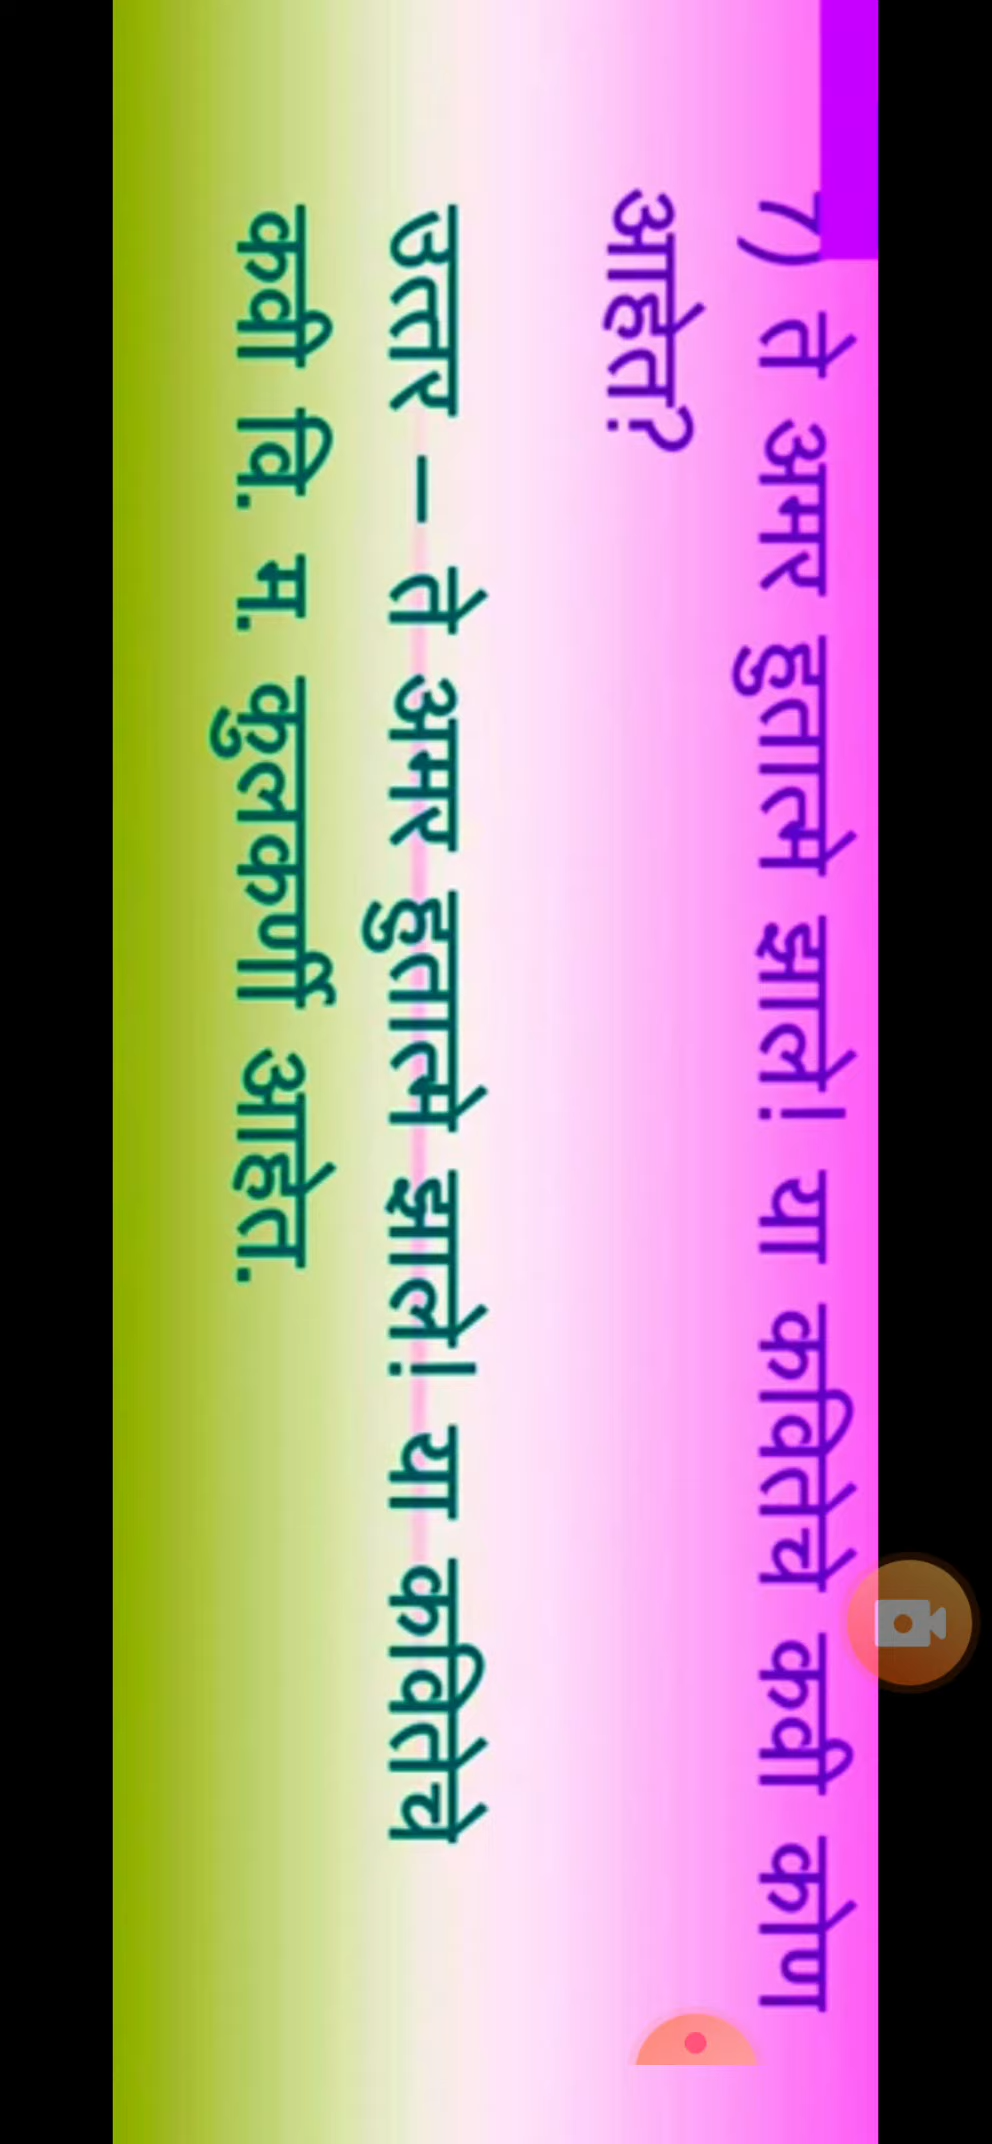 7) ते अमर हुतात्मे झाले! या कवितेचे कवी कोण
आहेत?
उत्तर – ते अमर हुतात्मे झाले! या कवितेचे
कवी वि. म. कुलकर्णी आहेत.